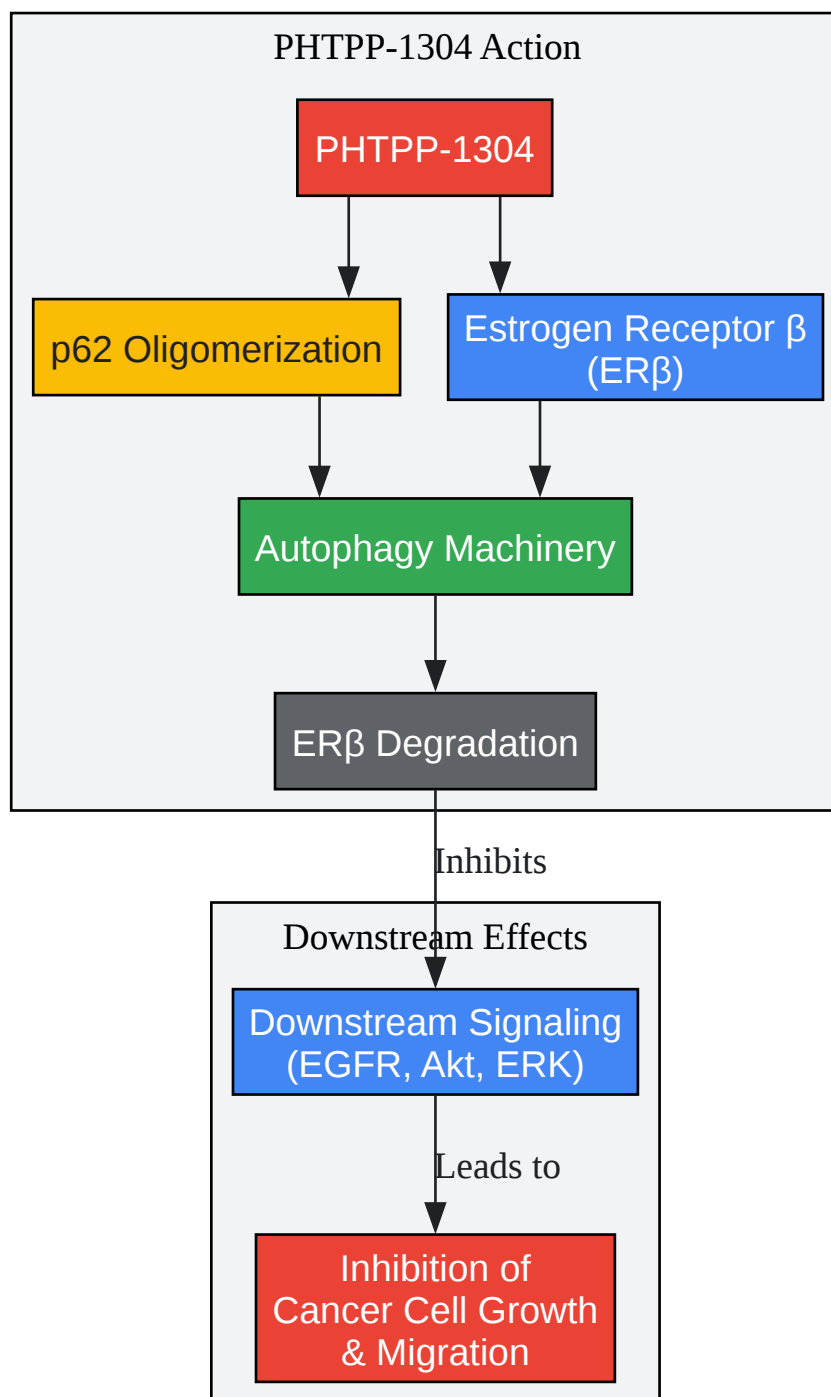 PHTPP-1304 Action
PHTPP-1304
p62 Oligomerization
Estrogen Receptor β
(ERβ)
Autophagy Machinery
ERβ Degradation
Inhibits
Downstream Effects
Downstream Signaling
(EGFR, Akt, ERK)
Leads to
Inhibition of
Cancer Cell Growth
& Migration